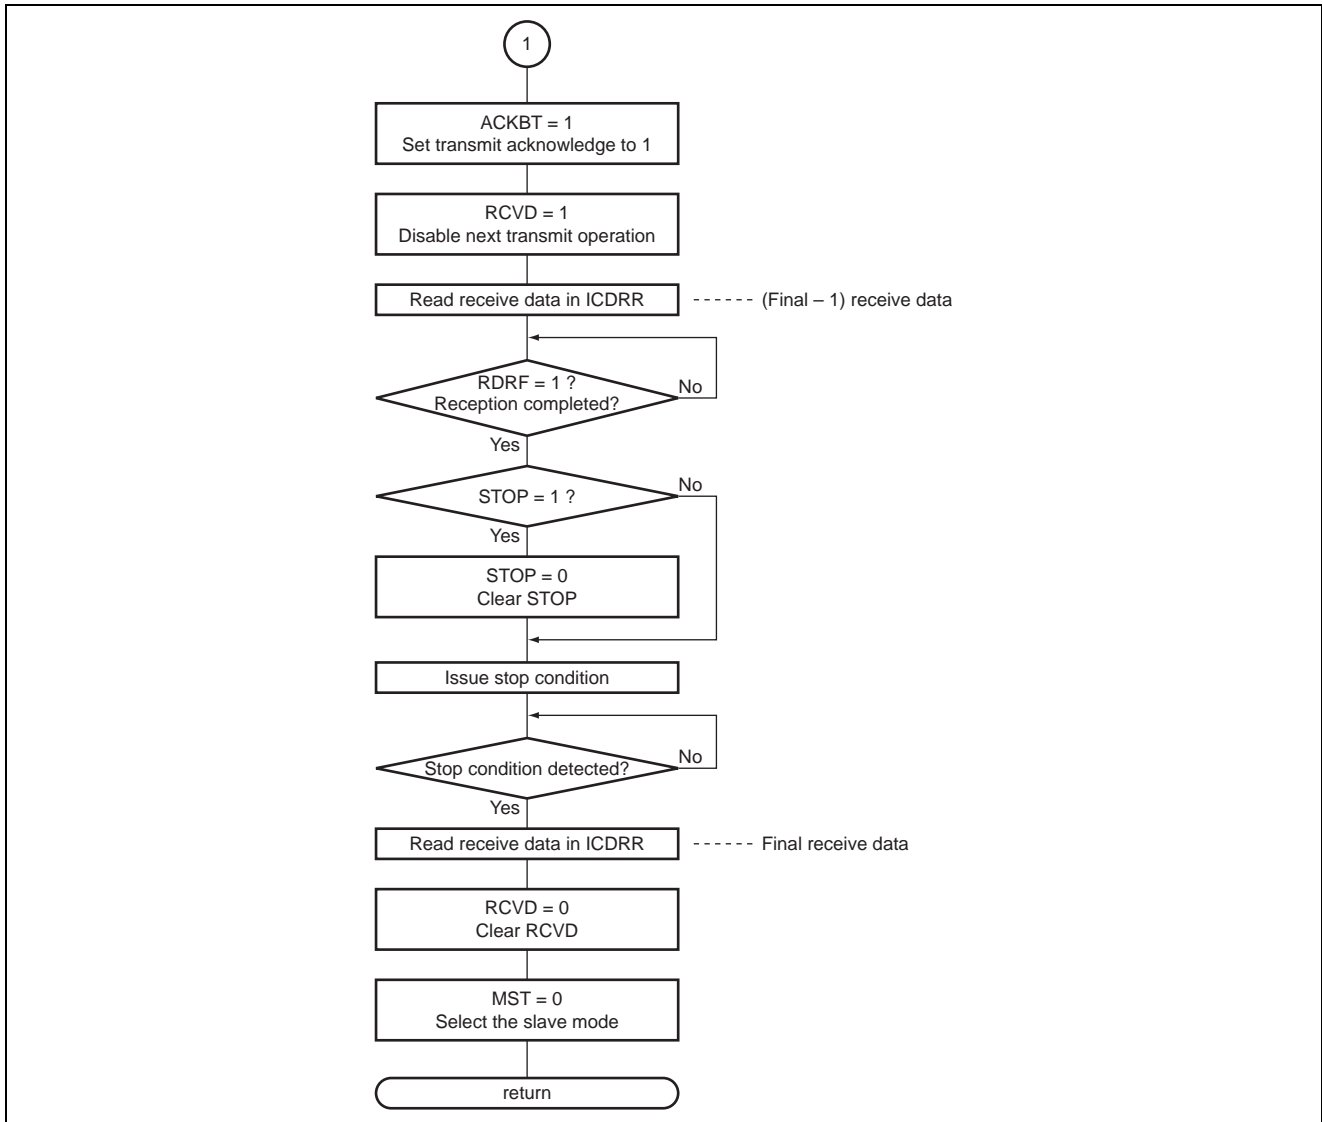 1
ACKBT = 1
Set transmit acknowledge to 1
RCVD = 1
Disable next transmit operation
Read receive data in ICDRR
(Final – 1) receive data
RDRF = 1 ?
Reception completed?
No
Yes
STOP = 1 ?
No
Yes
STOP = 0
Clear STOP
Issue stop condition
Stop condition detected?
No
Yes
Read receive data in ICDRR
Final receive data
RCVD = 0
Clear RCVD
MST = 0
Select the slave mode
return